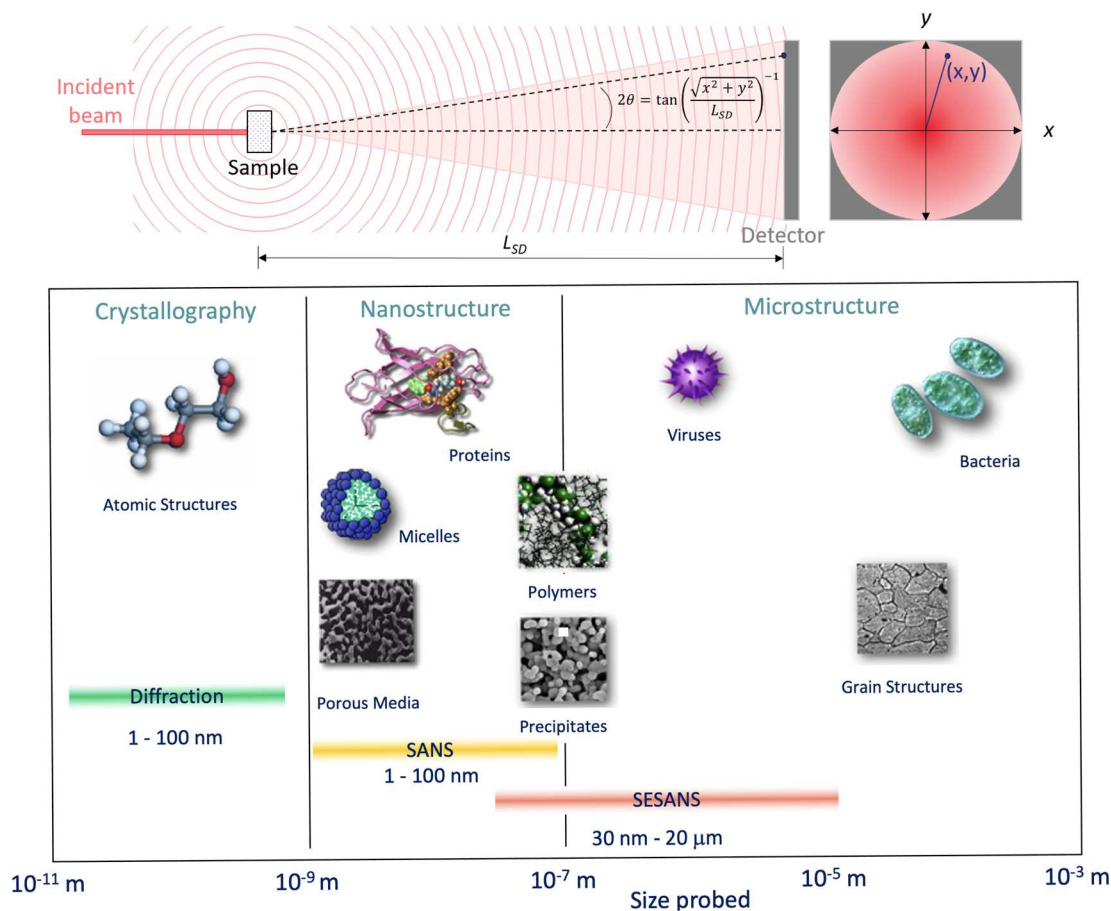 y
Incident
beam
2θ = tan(√(x² + y²) / L_SD)⁻¹
(x,y)
x
Sample
Detector
L_SD
Crystallography
Nanostructure
Microstructure
Proteins
Viruses
Bacteria
Atomic Structures
Micelles
Polymers
Porous Media
Precipitates
Grain Structures
Diffraction
1 - 100 nm
SANS
1 - 100 nm
SESANS
30 nm - 20 μm
10⁻¹¹ m
10⁻⁹ m
10⁻⁷ m
10⁻⁵ m
10⁻³ m
Size probed